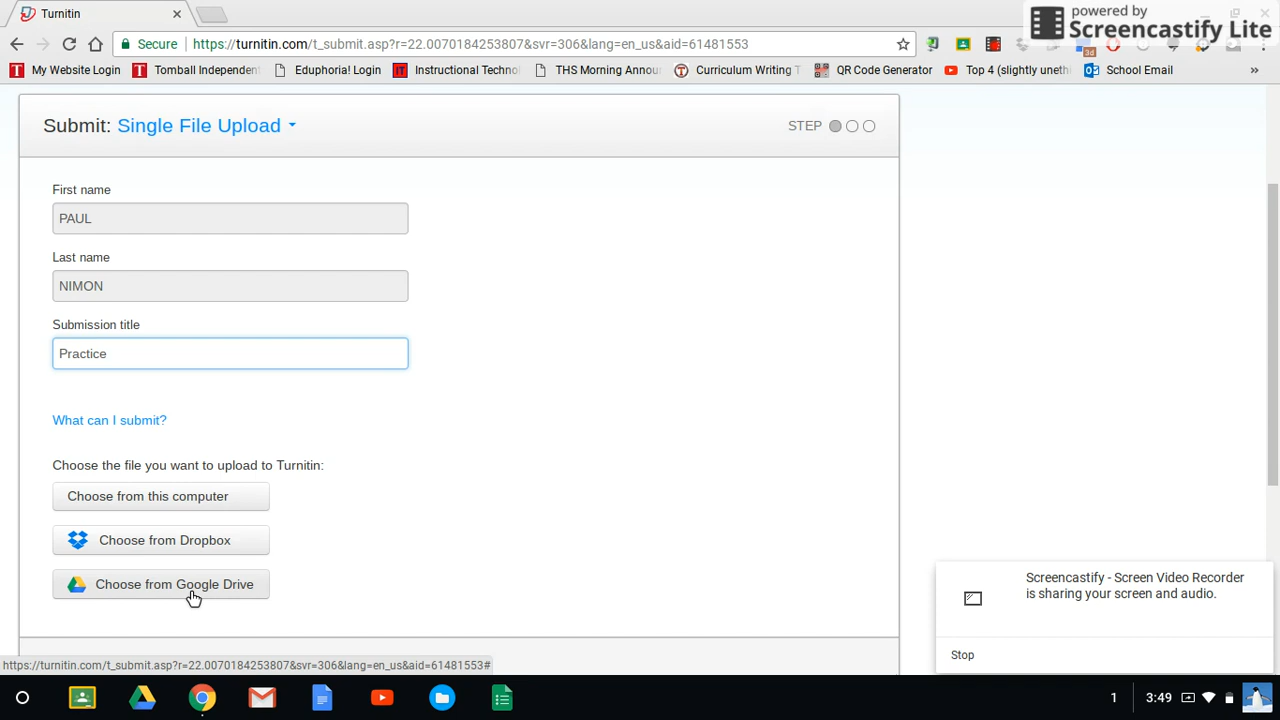 Turnitin
powered by
Screencastify Lite
Secure https://turnitin.com/t_submit.asp?r=22.0070184253807&svr=306&lang=en_us&aid=61481553
3d
My Website Login Tomball Independen Eduphoria! Login Instructional Technol THS Morning Annou Curriculum Writing T QR Code Generator Top 4 (slightly uneth School Email »
Submit: Single File Upload
STEP
First name
PAUL
Last name
NIMON
Submission title
Practice
What can I submit?
Choose the file you want to upload to Turnitin:
Choose from this computer
Choose from Dropbox
Choose from Google Drive
Screencastify - Screen Video Recorder
is sharing your screen and audio.
Stop
https://turnitin.com/t_submit.asp?r=22.0070184253807&svr=306&lang=en_us&aid=61481553#
1 3:49